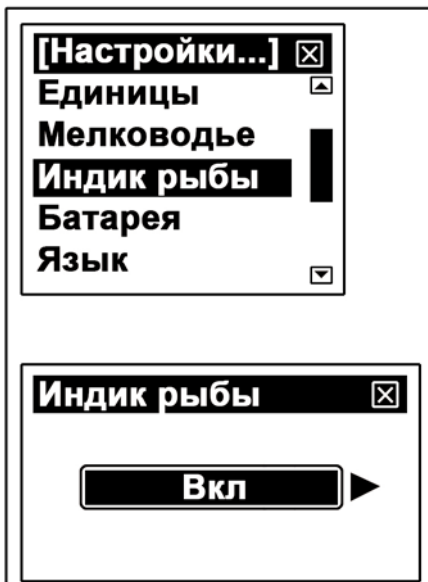 [Настройки...]
Единицы
Мелководье
Индик рыбы
Батарея
Язык
Индик рыбы
Вкл